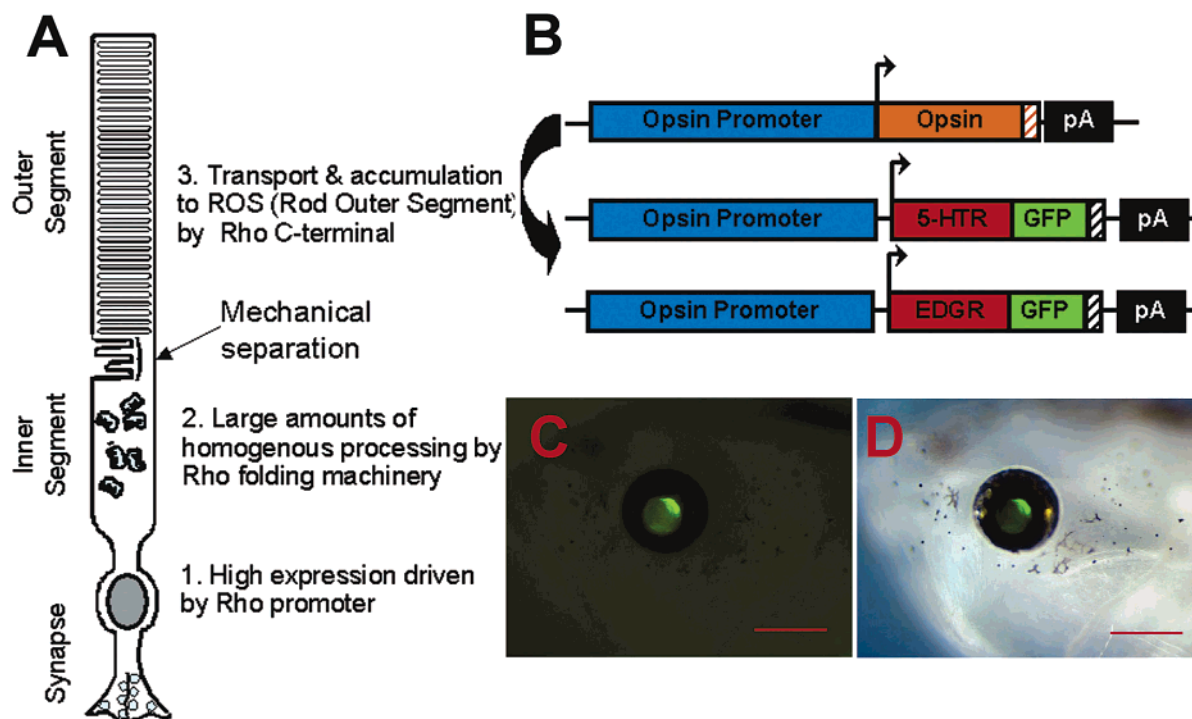 A
Outer
Segment
3. Transport & accumulation
to ROS (Rod Outer Segment)
by Rho C-terminal
Mechanical
separation
Inner
Segment
2. Large amounts of
homogenous processing by
Rho folding machinery
1. High expression driven
by Rho promoter
Synapse
B
Opsin Promoter Opsin pA
Opsin Promoter 5-HTR GFP pA
Opsin Promoter EDGR GFP pA
C
D